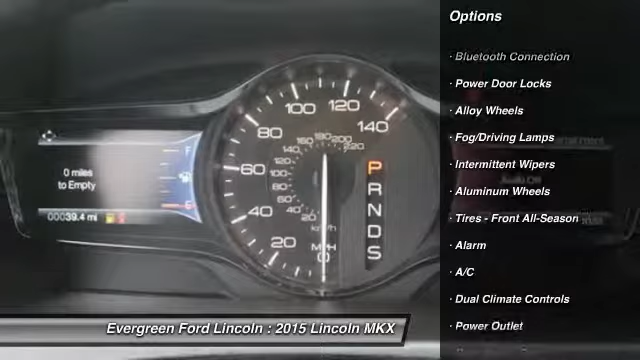 Options
· Bluetooth Connection
· Power Door Locks
· Alloy Wheels
· Fog/Driving Lamps
· Intermittent Wipers
· Aluminum Wheels
· Tires - Front All-Season
· Alarm
· A/C
· Dual Climate Controls
· Power Outlet
0 miles
to Empty
00039.4 mi
F
E
0
20
40
60
80
100
120
140
20
40
60
80
100
120
140
160
180
200
220
km/h
MPH
P
R
N
D
S
Evergreen Ford Lincoln : 2015 Lincoln MKX